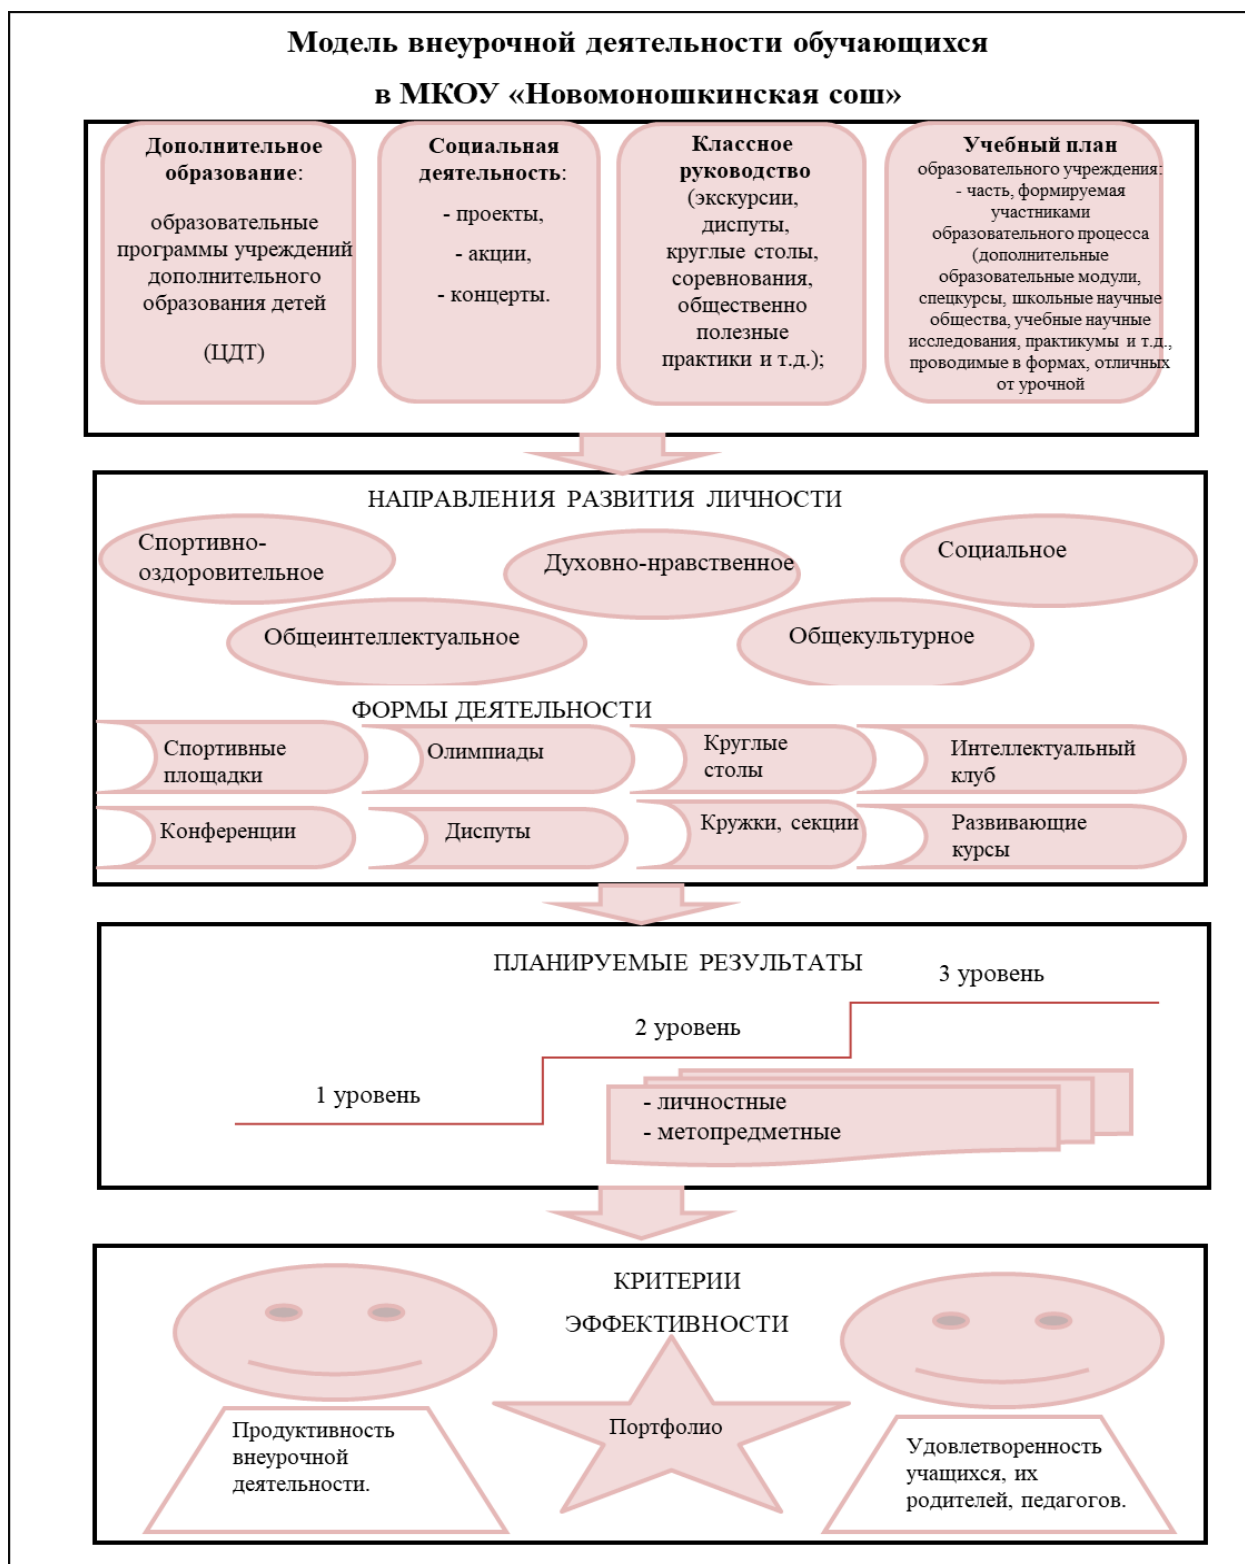 Модель внеурочной деятельности обучающихся
в МКОУ «Новомоношкинская сош»
Дополнительное
образование:
образовательные
программы учреждений
дополнительного
образования детей
(ЦДТ)
Социальная
деятельность:
- проекты,
- акции,
- концерты.
Классное
руководство
(экскурсии,
диспуты,
круглые столы,
соревнования,
общественно
полезные
практики и т.д.);
Учебный план
образовательного учреждения:
- часть, формируемая
участниками
образовательного процесса
(дополнительные
образовательные модули,
спецкурсы, школьные научные
общества, учебные научные
исследования, практикумы и т.д.,
проводимые в формах, отличных
от урочной
НАПРАВЛЕНИЯ РАЗВИТИЯ ЛИЧНОСТИ
Спортивно-
оздоровительное
Духовно-нравственное
Социальное
Общеинтеллектуальное
Общекультурное
ФОРМЫ ДЕЯТЕЛЬНОСТИ
Спортивные
площадки
Олимпиады
Круглые
столы
Интеллектуальный
клуб
Конференции
Диспуты
Кружки, секции
Развивающие
курсы
ПЛАНИРУЕМЫЕ РЕЗУЛЬТАТЫ
3 уровень
2 уровень
1 уровень
- личностные
- метопредметные
КРИТЕРИИ
ЭФФЕКТИВНОСТИ
Продуктивность
внеурочной
деятельности.
Портфолио
Удовлетворенность
учащихся, их
родителей, педагогов.